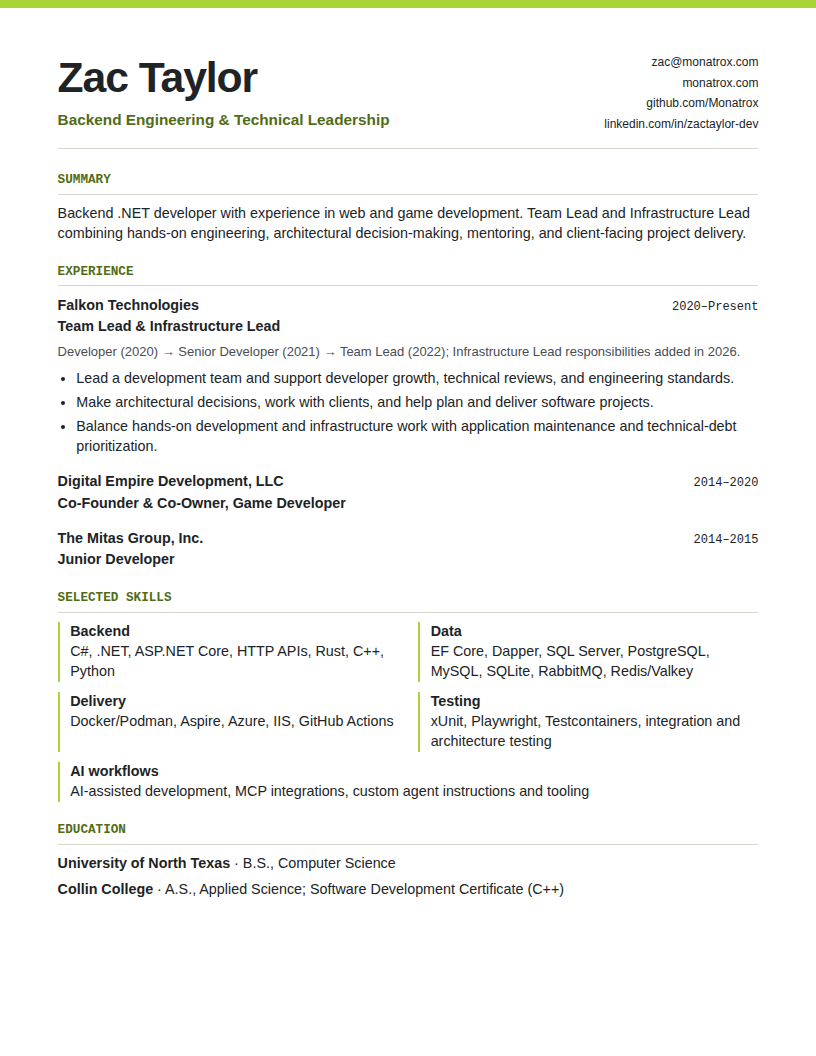 Zac Taylor
Backend Engineering & Technical Leadership
zac@monatrox.com
monatrox.com
github.com/Monatrox
linkedin.com/in/zactaylor-dev
SUMMARY
Backend .NET developer with experience in web and game development. Team Lead and Infrastructure Lead
combining hands-on engineering, architectural decision-making, mentoring, and client-facing project delivery.
EXPERIENCE
Falkon Technologies 2020–Present
Team Lead & Infrastructure Lead
Developer (2020) → Senior Developer (2021) → Team Lead (2022); Infrastructure Lead responsibilities added in 2026.
• Lead a development team and support developer growth, technical reviews, and engineering standards.
• Make architectural decisions, work with clients, and help plan and deliver software projects.
• Balance hands-on development and infrastructure work with application maintenance and technical-debt
prioritization.
Digital Empire Development, LLC 2014–2020
Co-Founder & Co-Owner, Game Developer
The Mitas Group, Inc. 2014–2015
Junior Developer
SELECTED SKILLS
Backend
C#, .NET, ASP.NET Core, HTTP APIs, Rust, C++,
Python
Data
EF Core, Dapper, SQL Server, PostgreSQL,
MySQL, SQLite, RabbitMQ, Redis/Valkey
Delivery
Docker/Podman, Aspire, Azure, IIS, GitHub Actions
Testing
xUnit, Playwright, Testcontainers, integration and
architecture testing
AI workflows
AI-assisted development, MCP integrations, custom agent instructions and tooling
EDUCATION
University of North Texas · B.S., Computer Science
Collin College · A.S., Applied Science; Software Development Certificate (C++)